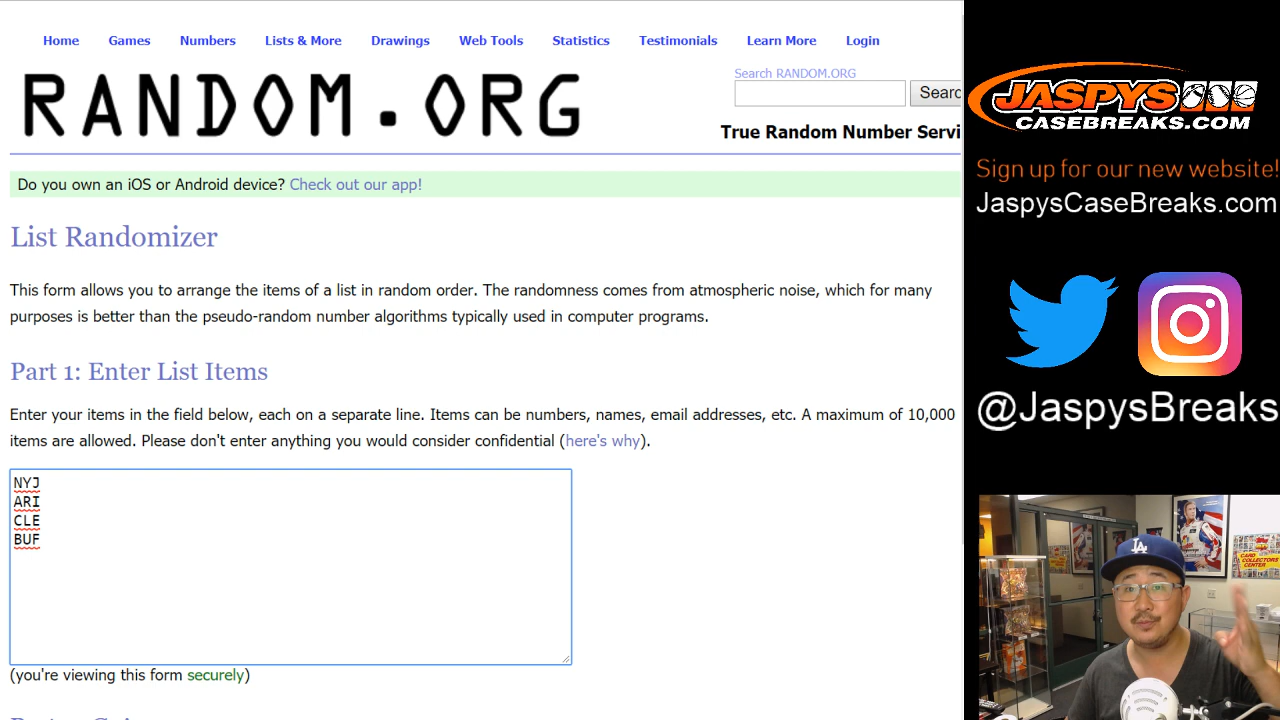 Home Games Numbers Lists & More Drawings Web Tools Statistics Testimonials Learn More Login
RANDOM.ORG
Search RANDOM.ORG
Searc
True Random Number Servi
Do you own an iOS or Android device? Check out our app!
List Randomizer
This form allows you to arrange the items of a list in random order. The randomness comes from atmospheric noise, which for many
purposes is better than the pseudo-random number algorithms typically used in computer programs.
Part 1: Enter List Items
Enter your items in the field below, each on a separate line. Items can be numbers, names, email addresses, etc. A maximum of 10,000
items are allowed. Please don't enter anything you would consider confidential (here's why).
NYJ
ARI
CLE
BUF
(you're viewing this form securely)
JASPYS
CASEBREAKS.COM
Sign up for our new website!
JaspysCaseBreaks.com
@JaspysBreaks
LA
CARD
COLLECTORS
CENTER